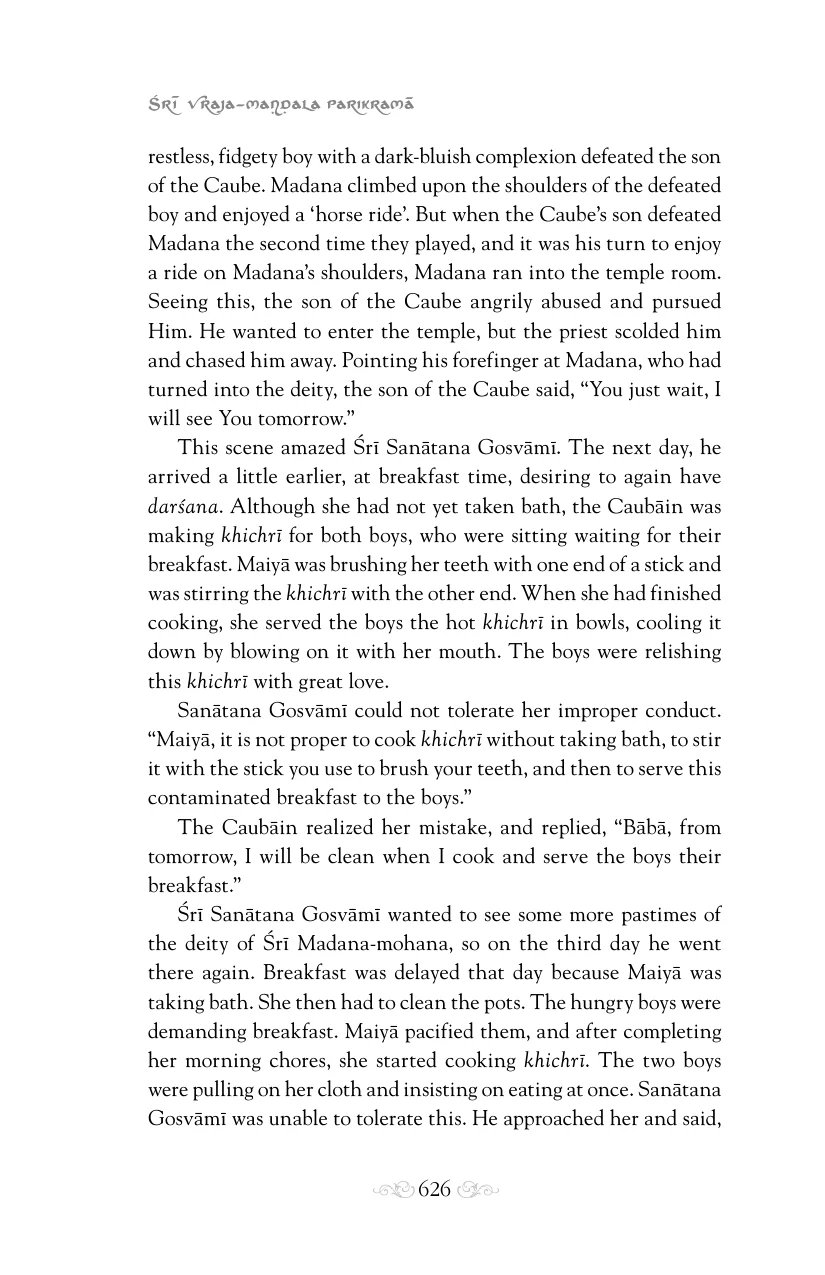 Śrī Vraja-maṇḍala Parikramā
restless, fidgety boy with a dark-bluish complexion defeated the son
of the Caube. Madana climbed upon the shoulders of the defeated
boy and enjoyed a ‘horse ride’. But when the Caube’s son defeated
Madana the second time they played, and it was his turn to enjoy
a ride on Madana’s shoulders, Madana ran into the temple room.
Seeing this, the son of the Caube angrily abused and pursued
Him. He wanted to enter the temple, but the priest scolded him
and chased him away. Pointing his forefinger at Madana, who had
turned into the deity, the son of the Caube said, “You just wait, I
will see You tomorrow.”
This scene amazed Śrī Sanātana Gosvāmī. The next day, he
arrived a little earlier, at breakfast time, desiring to again have
darśana. Although she had not yet taken bath, the Caubāin was
making khichrī for both boys, who were sitting waiting for their
breakfast. Maiyā was brushing her teeth with one end of a stick and
was stirring the khichrī with the other end. When she had finished
cooking, she served the boys the hot khichrī in bowls, cooling it
down by blowing on it with her mouth. The boys were relishing
this khichrī with great love.
Sanātana Gosvāmī could not tolerate her improper conduct.
“Maiyā, it is not proper to cook khichrī without taking bath, to stir
it with the stick you use to brush your teeth, and then to serve this
contaminated breakfast to the boys.”
The Caubāin realized her mistake, and replied, “Bābā, from
tomorrow, I will be clean when I cook and serve the boys their
breakfast.”
Śrī Sanātana Gosvāmī wanted to see some more pastimes of
the deity of Śrī Madana-mohana, so on the third day he went
there again. Breakfast was delayed that day because Maiyā was
taking bath. She then had to clean the pots. The hungry boys were
demanding breakfast. Maiyā pacified them, and after completing
her morning chores, she started cooking khichrī. The two boys
were pulling on her cloth and insisting on eating at once. Sanātana
Gosvāmī was unable to tolerate this. He approached her and said,
626